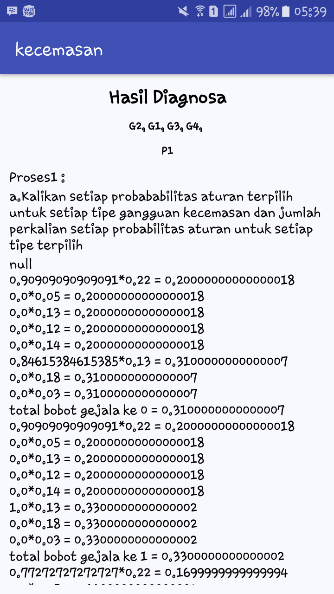 98% 05:39
kecemasan
Hasil Diagnosa
G2, G1, G3, G4,
P1
Proses1 :
a.Kalikan setiap probababilitas aturan terpilih
untuk setiap tipe gangguan kecemasan dan jumlah
perkalian setiap probabilitas aturan untuk setiap
tipe terpilih
null
0.90909090909091*0.22 = 0.20000000000000018
0.0*0.05 = 0.20000000000000018
0.0*0.13 = 0.20000000000000018
0.0*0.12 = 0.20000000000000018
0.0*0.14 = 0.20000000000000018
0.84615384615385*0.13 = 0.3100000000000007
0.0*0.18 = 0.3100000000000007
0.0*0.03 = 0.3100000000000007
total bobot gejala ke 0 = 0.3100000000000007
0.90909090909091*0.22 = 0.20000000000000018
0.0*0.05 = 0.20000000000000018
0.0*0.13 = 0.20000000000000018
0.0*0.12 = 0.20000000000000018
0.0*0.14 = 0.20000000000000018
1.0*0.13 = 0.3300000000000002
0.0*0.18 = 0.3300000000000002
0.0*0.03 = 0.3300000000000002
total bobot gejala ke 1 = 0.3300000000000002
0.77272727272727*0.22 = 0.1699999999999994